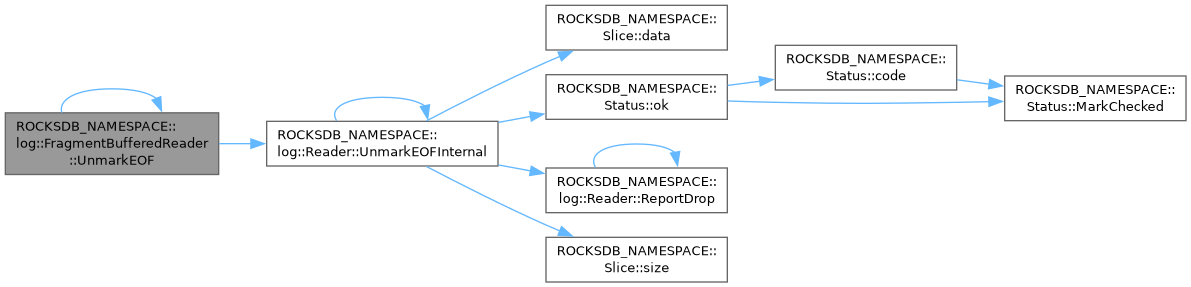 ROCKSDB_NAMESPACE::
log::FragmentBufferedReader
::UnmarkEOF
ROCKSDB_NAMESPACE::
log::Reader::UnmarkEOFInternal
ROCKSDB_NAMESPACE::
Slice::data
ROCKSDB_NAMESPACE::
Status::ok
ROCKSDB_NAMESPACE::
Status::code
ROCKSDB_NAMESPACE::
Status::MarkChecked
ROCKSDB_NAMESPACE::
log::Reader::ReportDrop
ROCKSDB_NAMESPACE::
Slice::size